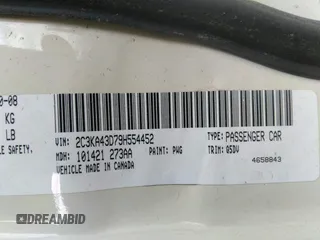 0-08
KG
LB
LE SAFETY.
VIN: 2C3KA43D79H554452
TYPE: PASSENGER CAR
MDH: 101421 273AA
PAINT: PWG
TRIM: QSDV
VEHICLE MADE IN CANADA
4658843
DREAMBID